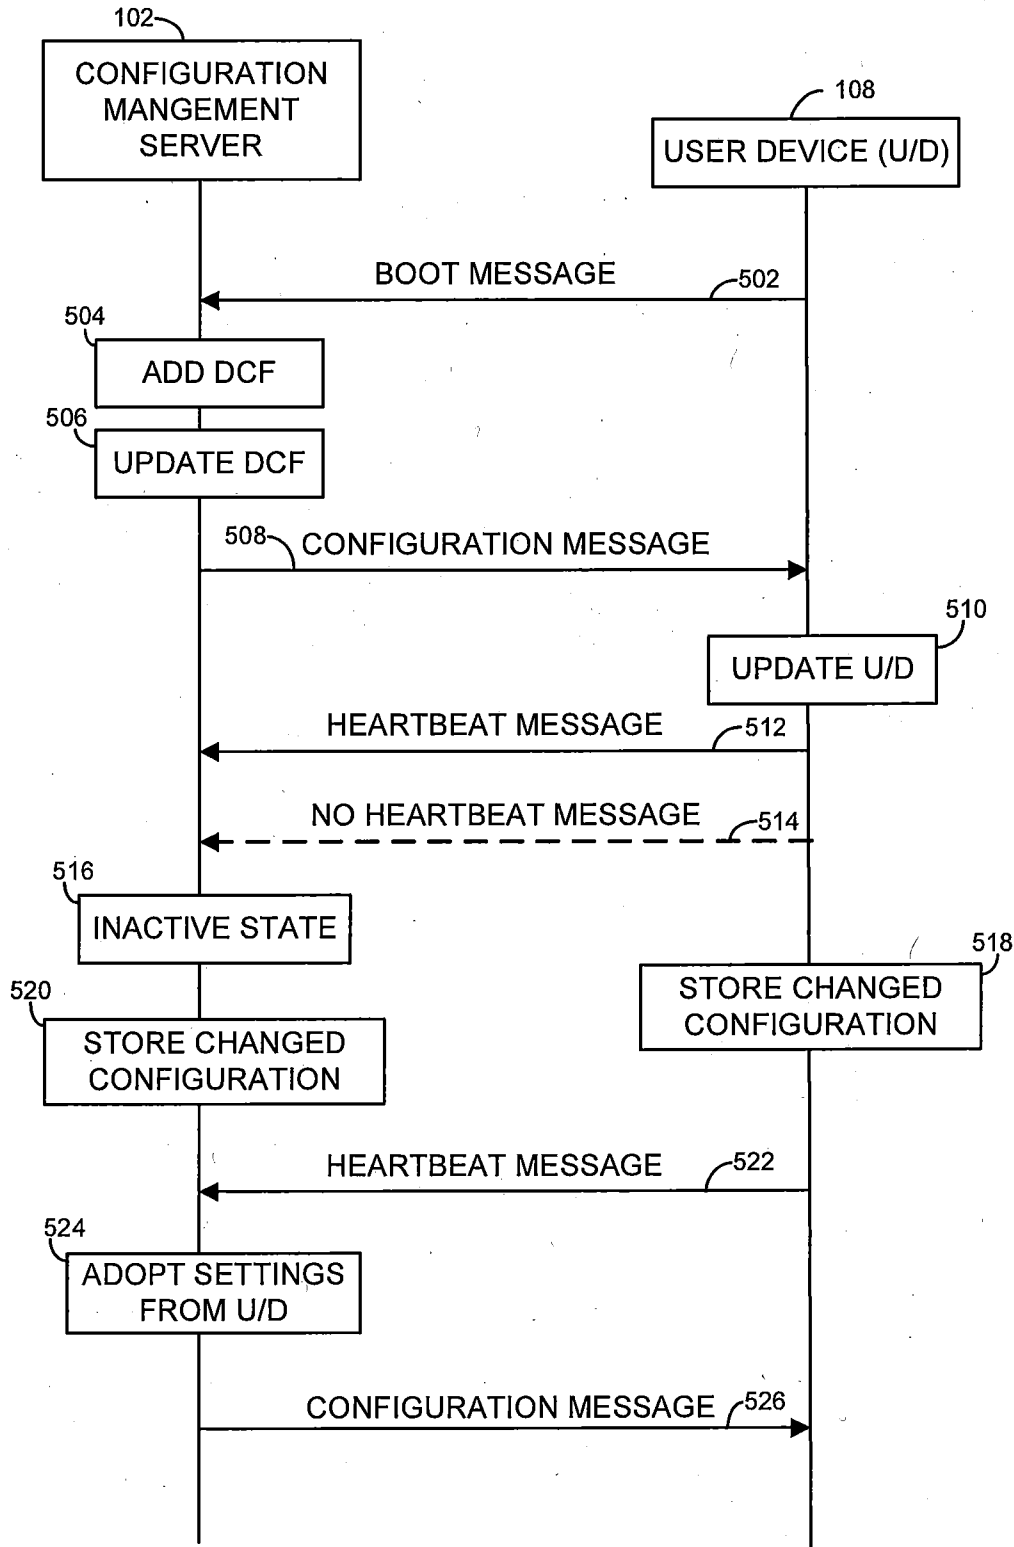 102
CONFIGURATION
MANGEMENT
SERVER
108
USER DEVICE (U/D)
BOOT MESSAGE
502
504
ADD DCF
506
UPDATE DCF
508
CONFIGURATION MESSAGE
510
UPDATE U/D
HEARTBEAT MESSAGE
512
NO HEARTBEAT MESSAGE
514
516
INACTIVE STATE
518
STORE CHANGED
CONFIGURATION
520
STORE CHANGED
CONFIGURATION
HEARTBEAT MESSAGE
522
524
ADOPT SETTINGS
FROM U/D
CONFIGURATION MESSAGE
526